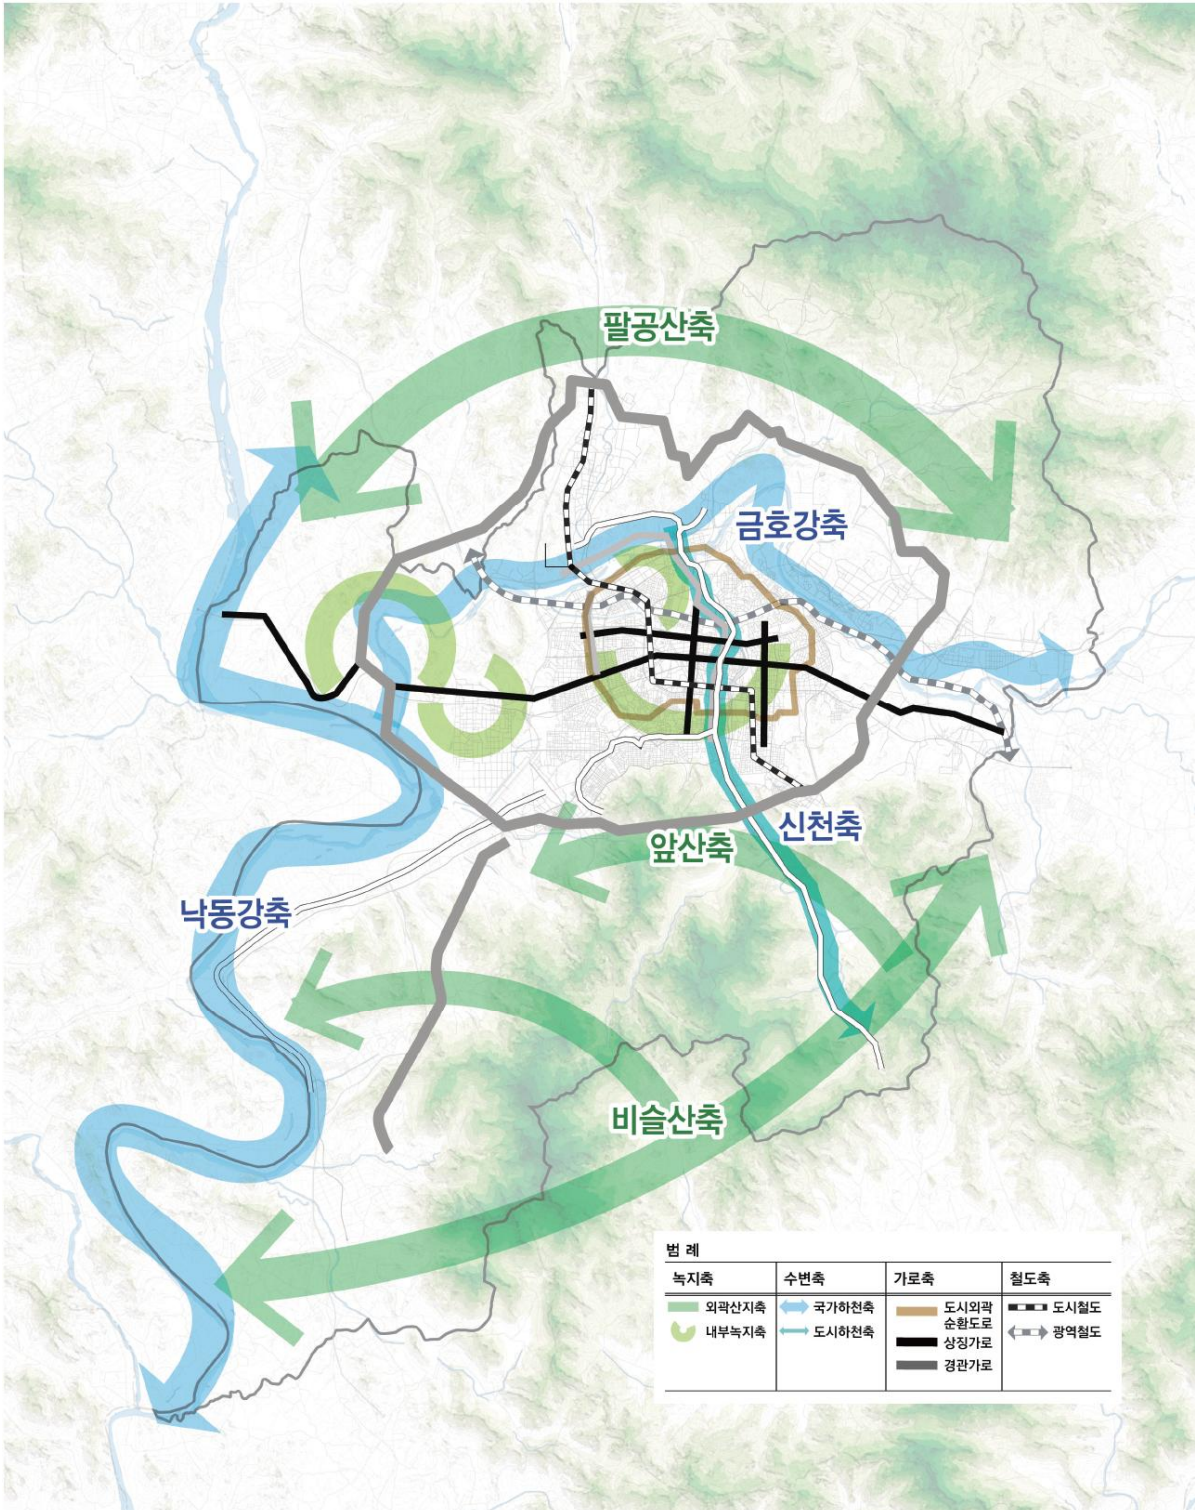 팔공산축
금호강축
신천축
앞산축
낙동강축
비슬산축
범 례
녹지축
수변축
가로축
철도축
외곽산지축
국가하천축
도시외곽
순환도로
도시철도
내부녹지축
도시하천축
상징가로
광역철도
경관가로